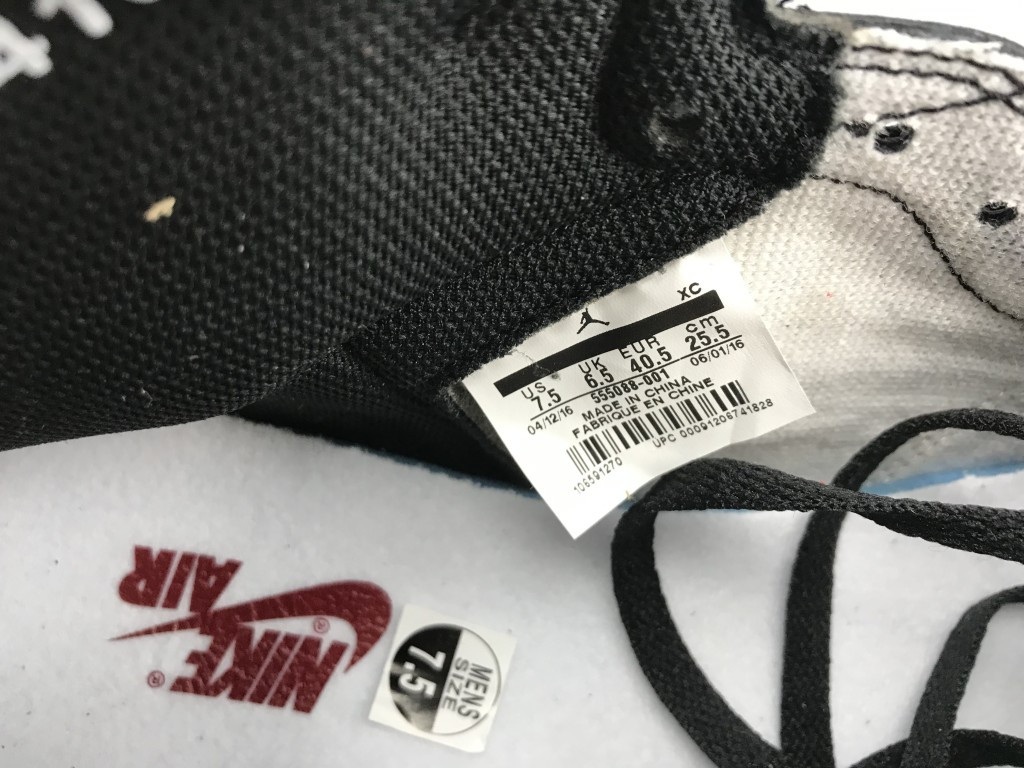 XC
US UK EUR cm
7.5 6.5 40.5 25.5
04/12/16 555088-001 06/01/16
MADE IN CHINA
FABRIQUE EN CHINE
106591270 UPC 00091206741828
NIKE®
AIR
®
MENS
SIZE
7.5